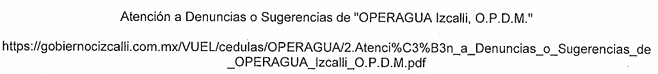 Atención a Denuncias o Sugerencias de "OPERAGUA Izcalli, O.P.D.M."
https://gobiernocizcalli.com.mx/VUEL/cedulas/OPERAGUA/2.Atenci%C3%B3n_a_Denuncias_o_Sugerencias_de
_OPERAGUA_Izcalli_O.P.D.M.pdf